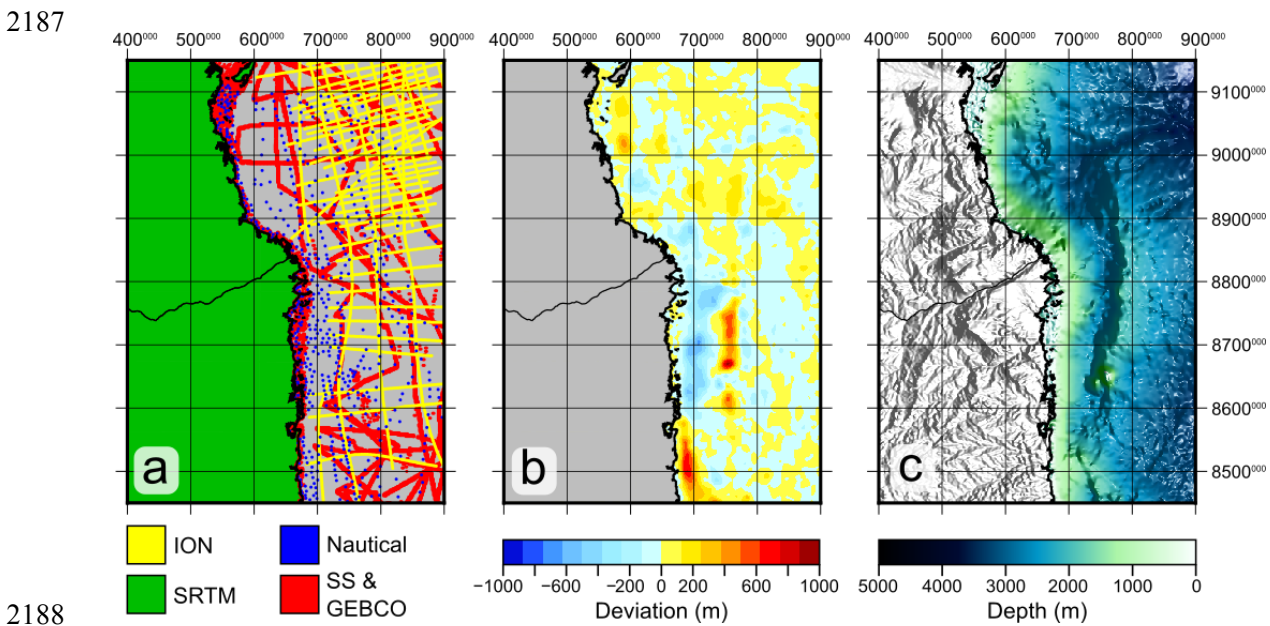 2187
400000 500000 600000 700000 800000 900000
400000 500000 600000 700000 800000 900000
400000 500000 600000 700000 800000 900000
9100000
9000000
8900000
8800000
8700000
8600000
8500000
a
b
c
ION
Nautical
SRTM
SS &
GEBCO
−1000 −600 −200 0 200 600 1000
Deviation (m)
5000 4000 3000 2000 1000 0
Depth (m)
2188